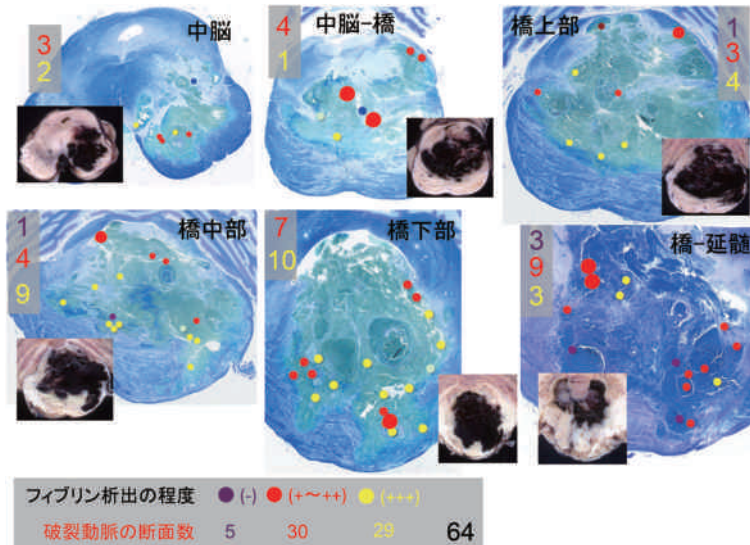 中脳
3
2
中脳-橋
4
1
橋上部
1
3
4
橋中部
1
4
9
橋下部
7
10
橋-延髄
3
9
3
フィブリン析出の程度 (-) (+〜++) (+++)
破裂動脈の断面数 5 30 29 64